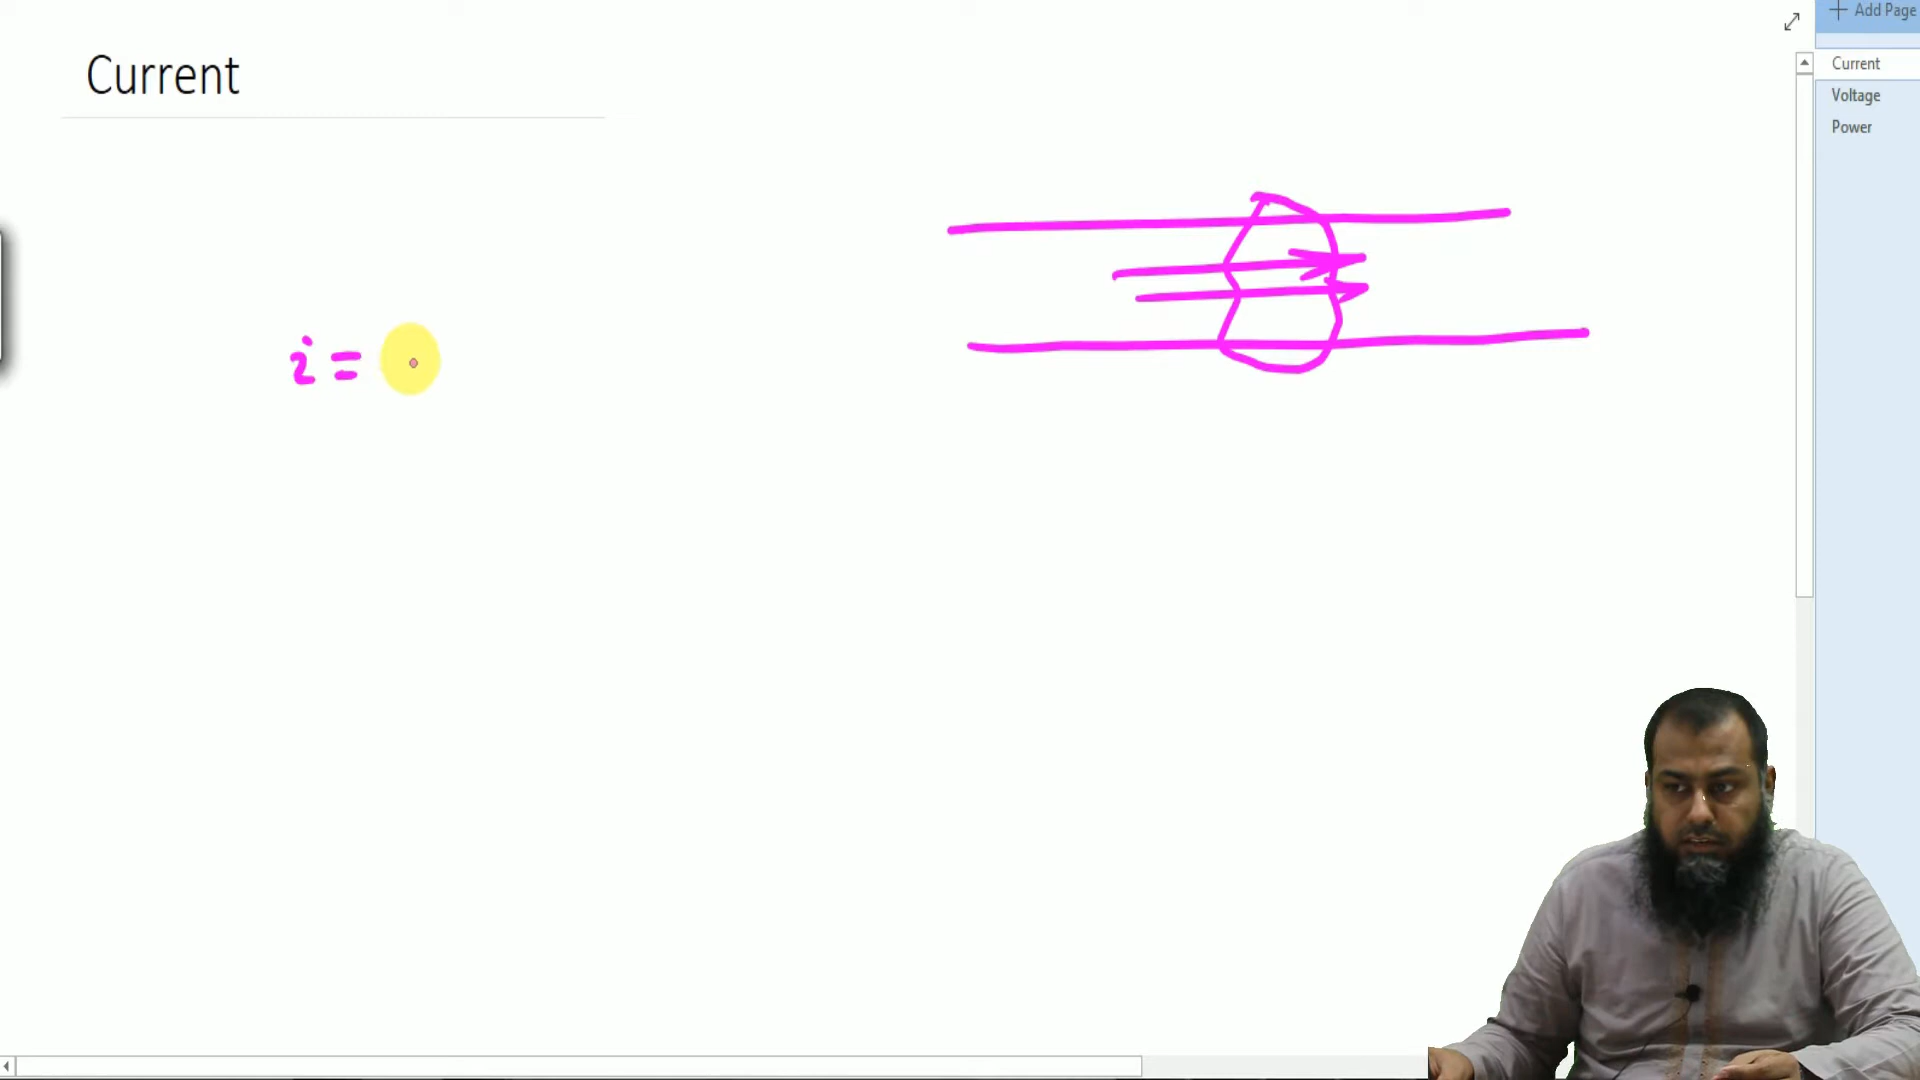 Add Page
Current
Current
Voltage
Power
i =